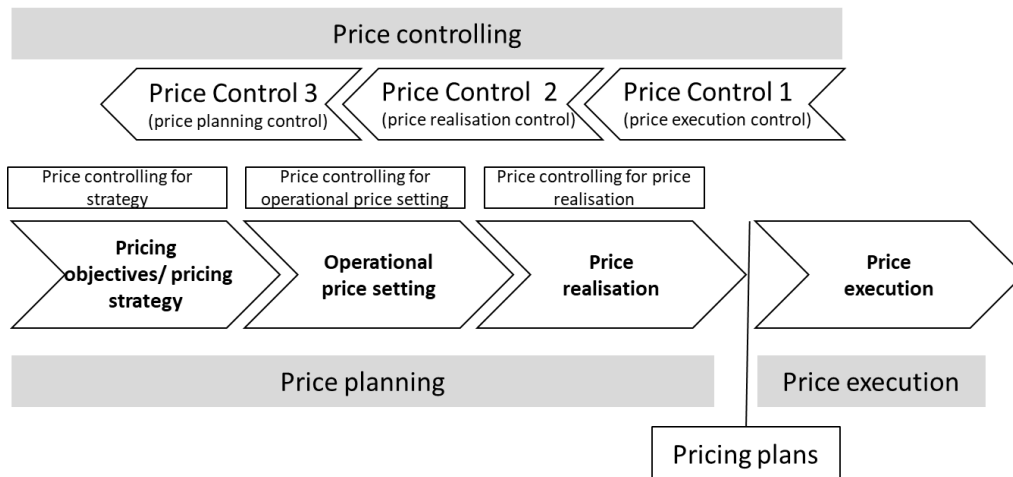 Price controlling
Price Control 3
(price planning control)
Price Control 2
(price realisation control)
Price Control 1
(price execution control)
Price controlling for
strategy
Price controlling for
operational price setting
Price controlling for price
realisation
Pricing
objectives/ pricing
strategy
Operational
price setting
Price
realisation
Price
execution
Price planning
Price execution
Pricing plans